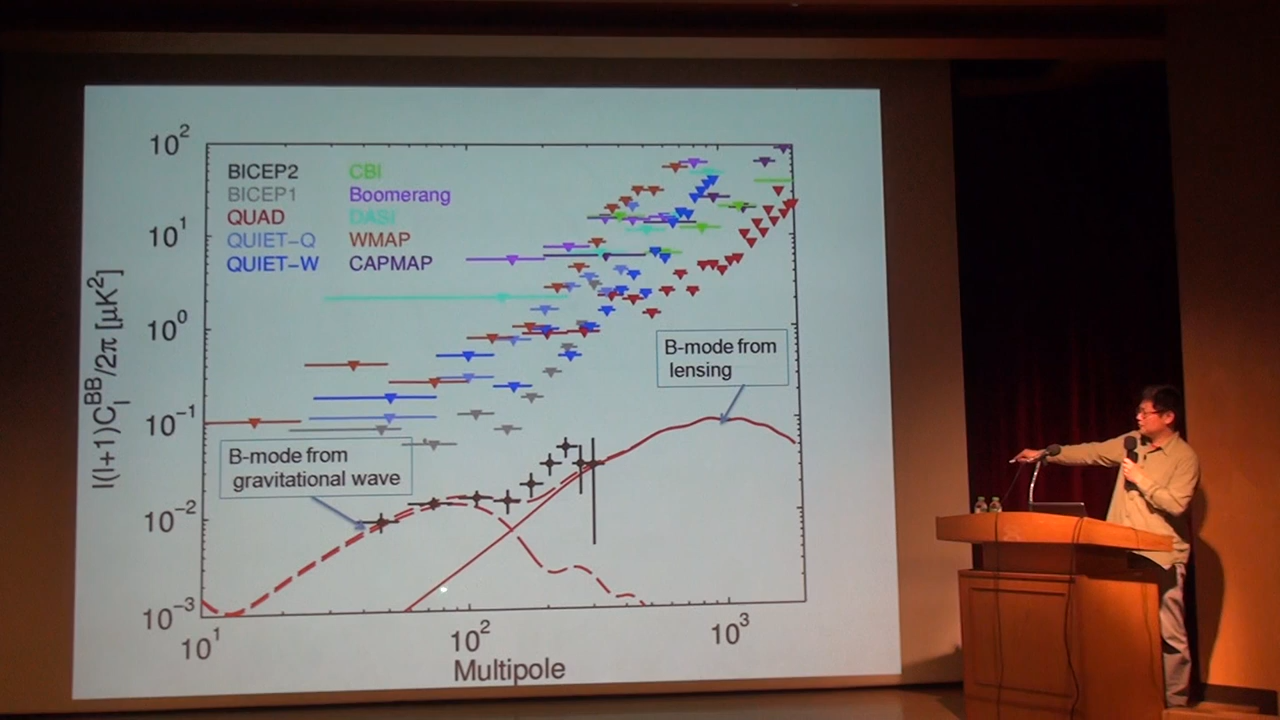 10²
10¹
10⁰
10⁻¹
10⁻²
10⁻³
l(l+1)C_l^BB/2π [μK²]
BICEP2
BICEP1
QUAD
QUIET-Q
QUIET-W
CBI
Boomerang
DASI
WMAP
CAPMAP
B-mode from
lensing
B-mode from
gravitational wave
10¹
10²
10³
Multipole